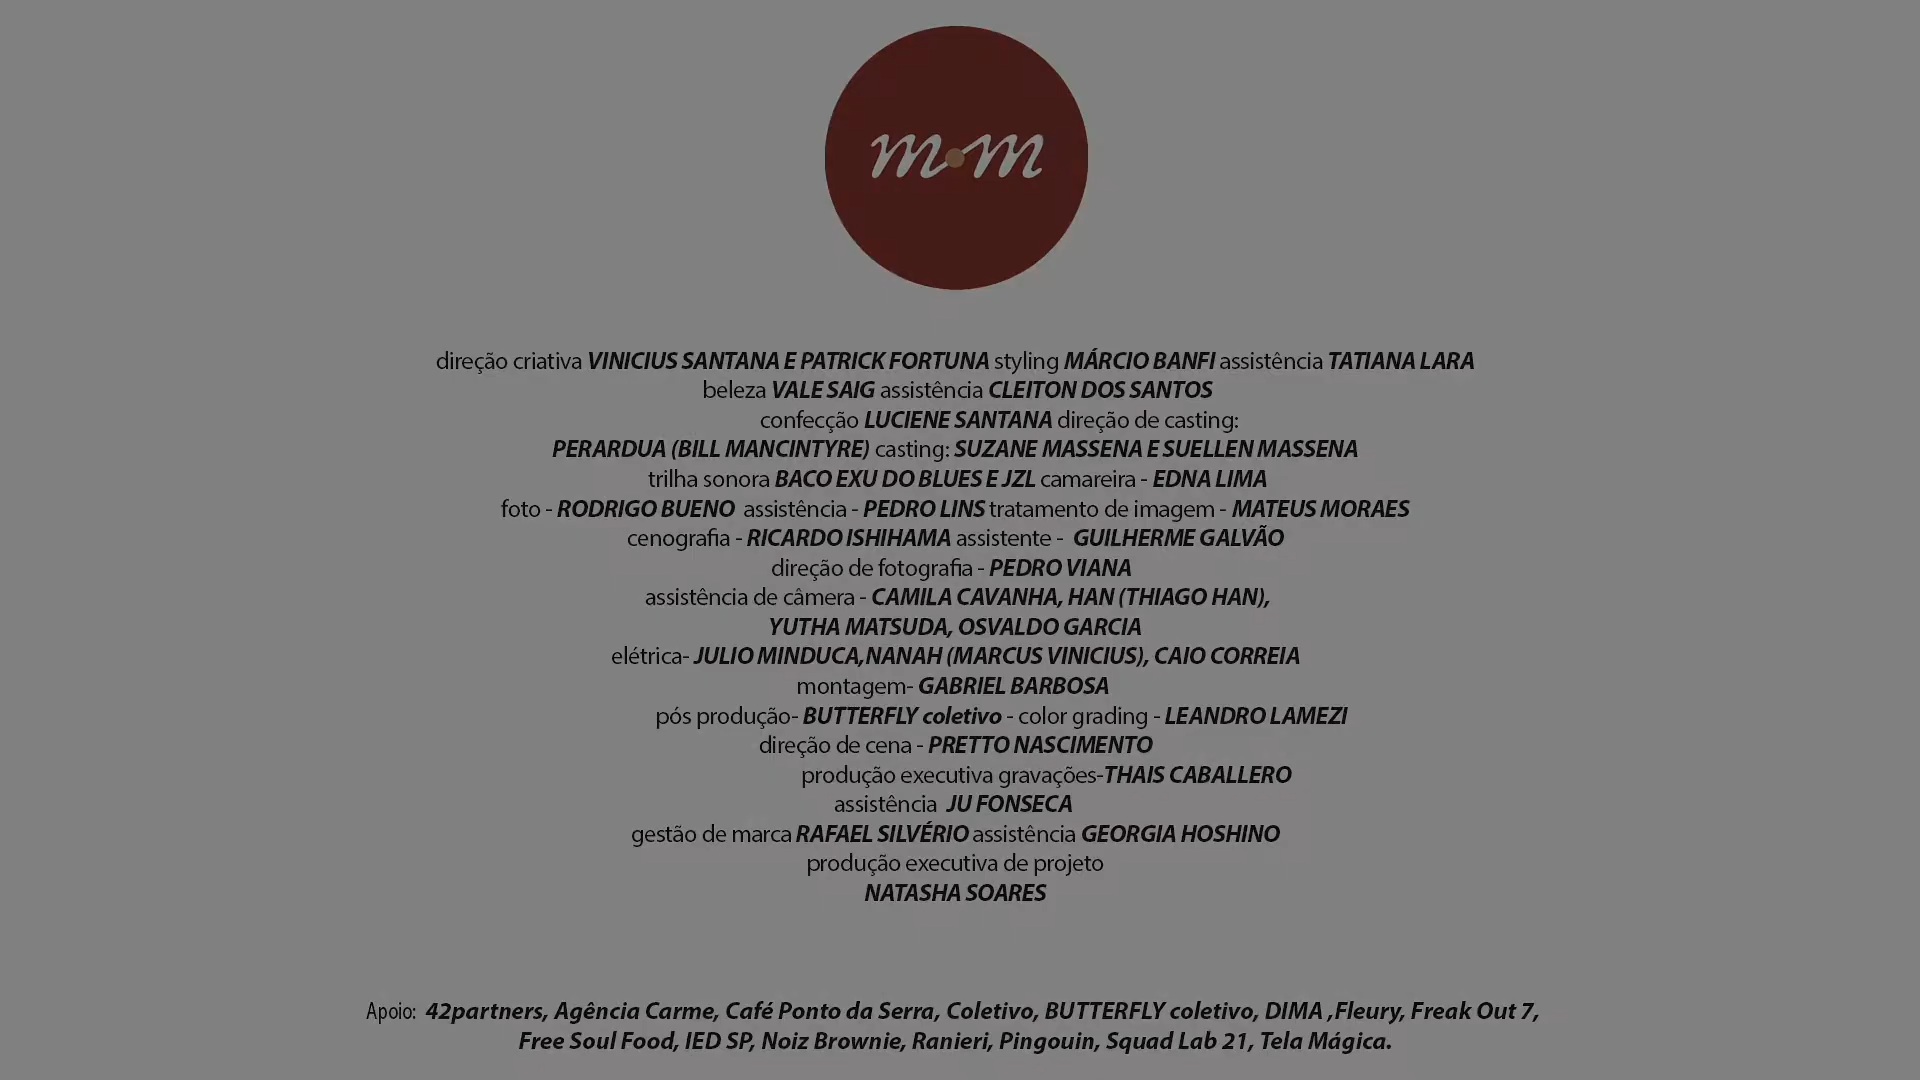 m•m
direção criativa VINICIUS SANTANA E PATRICK FORTUNA styling MÁRCIO BANFI assistência TATIANA LARA
beleza VALE SAIG assistência CLEITON DOS SANTOS
confecção LUCIENE SANTANA direção de casting:
PERARDUA (BILL MANCINTYRE) casting: SUZANE MASSENA E SUELLEN MASSENA
trilha sonora BACO EXU DO BLUES E JZL camareira - EDNA LIMA
foto - RODRIGO BUENO assistência - PEDRO LINS tratamento de imagem - MATEUS MORAES
cenografia - RICARDO ISHIHAMA assistente - GUILHERME GALVÃO
direção de fotografia - PEDRO VIANA
assistência de câmera - CAMILA CAVANHA, HAN (THIAGO HAN),
YUTHA MATSUDA, OSVALDO GARCIA
elétrica- JULIO MINDUCA,NANAH (MARCUS VINICIUS), CAIO CORREIA
montagem- GABRIEL BARBOSA
pós produção- BUTTERFLY coletivo - color grading - LEANDRO LAMEZI
direção de cena - PRETTO NASCIMENTO
produção executiva gravações-THAIS CABALLERO
assistência JU FONSECA
gestão de marca RAFAEL SILVÉRIO assistência GEORGIA HOSHINO
produção executiva de projeto
NATASHA SOARES
Apoio: 42partners, Agência Carme, Café Ponto da Serra, Coletivo, BUTTERFLY coletivo, DIMA ,Fleury, Freak Out 7,
Free Soul Food, IED SP, Noiz Brownie, Ranieri, Pingouin, Squad Lab 21, Tela Mágica.